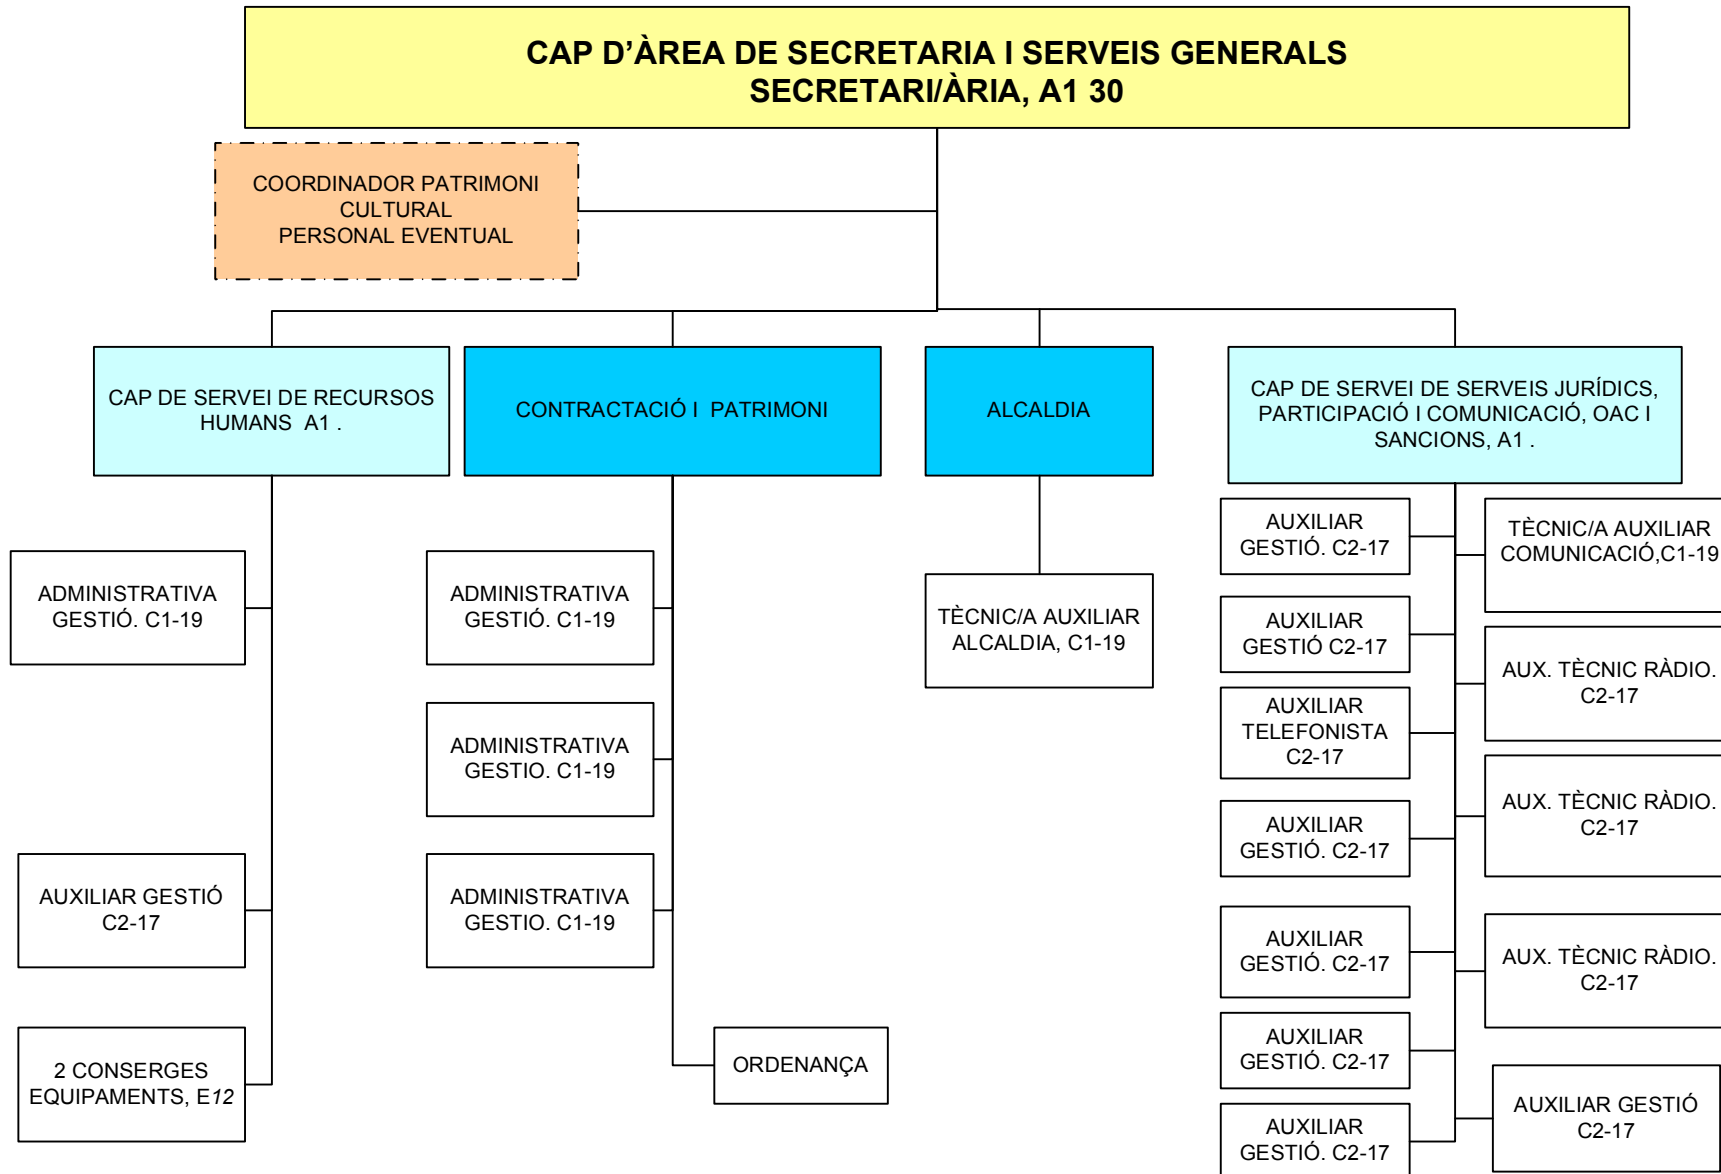 CAP D'ÀREA DE SECRETARIA I SERVEIS GENERALS
SECRETARI/ÀRIA, A1 30
COORDINADOR PATRIMONI
CULTURAL
PERSONAL EVENTUAL
CAP DE SERVEI DE RECURSOS
HUMANS  A1 .
CONTRACTACIÓ I  PATRIMONI
ALCALDIA
CAP DE SERVEI DE SERVEIS JURÍDICS,
PARTICIPACIÓ I COMUNICACIÓ, OAC I
SANCIONS, A1 .
ADMINISTRATIVA
GESTIÓ. C1-19
AUXILIAR GESTIÓ
C2-17
2 CONSERGES
EQUIPAMENTS, E12
ADMINISTRATIVA
GESTIÓ. C1-19
ADMINISTRATIVA
GESTIO. C1-19
ADMINISTRATIVA
GESTIO. C1-19
ORDENANÇA
TÈCNIC/A AUXILIAR
ALCALDIA, C1-19
AUXILIAR
GESTIÓ. C2-17
AUXILIAR
GESTIÓ C2-17
AUXILIAR
TELEFONISTA
C2-17
AUXILIAR
GESTIÓ. C2-17
AUXILIAR
GESTIÓ. C2-17
AUXILIAR
GESTIÓ. C2-17
AUXILIAR
GESTIÓ. C2-17
TÈCNIC/A AUXILIAR
COMUNICACIÓ,C1-19
AUX. TÈCNIC RÀDIO.
C2-17
AUX. TÈCNIC RÀDIO.
C2-17
AUX. TÈCNIC RÀDIO.
C2-17
AUXILIAR GESTIÓ
C2-17